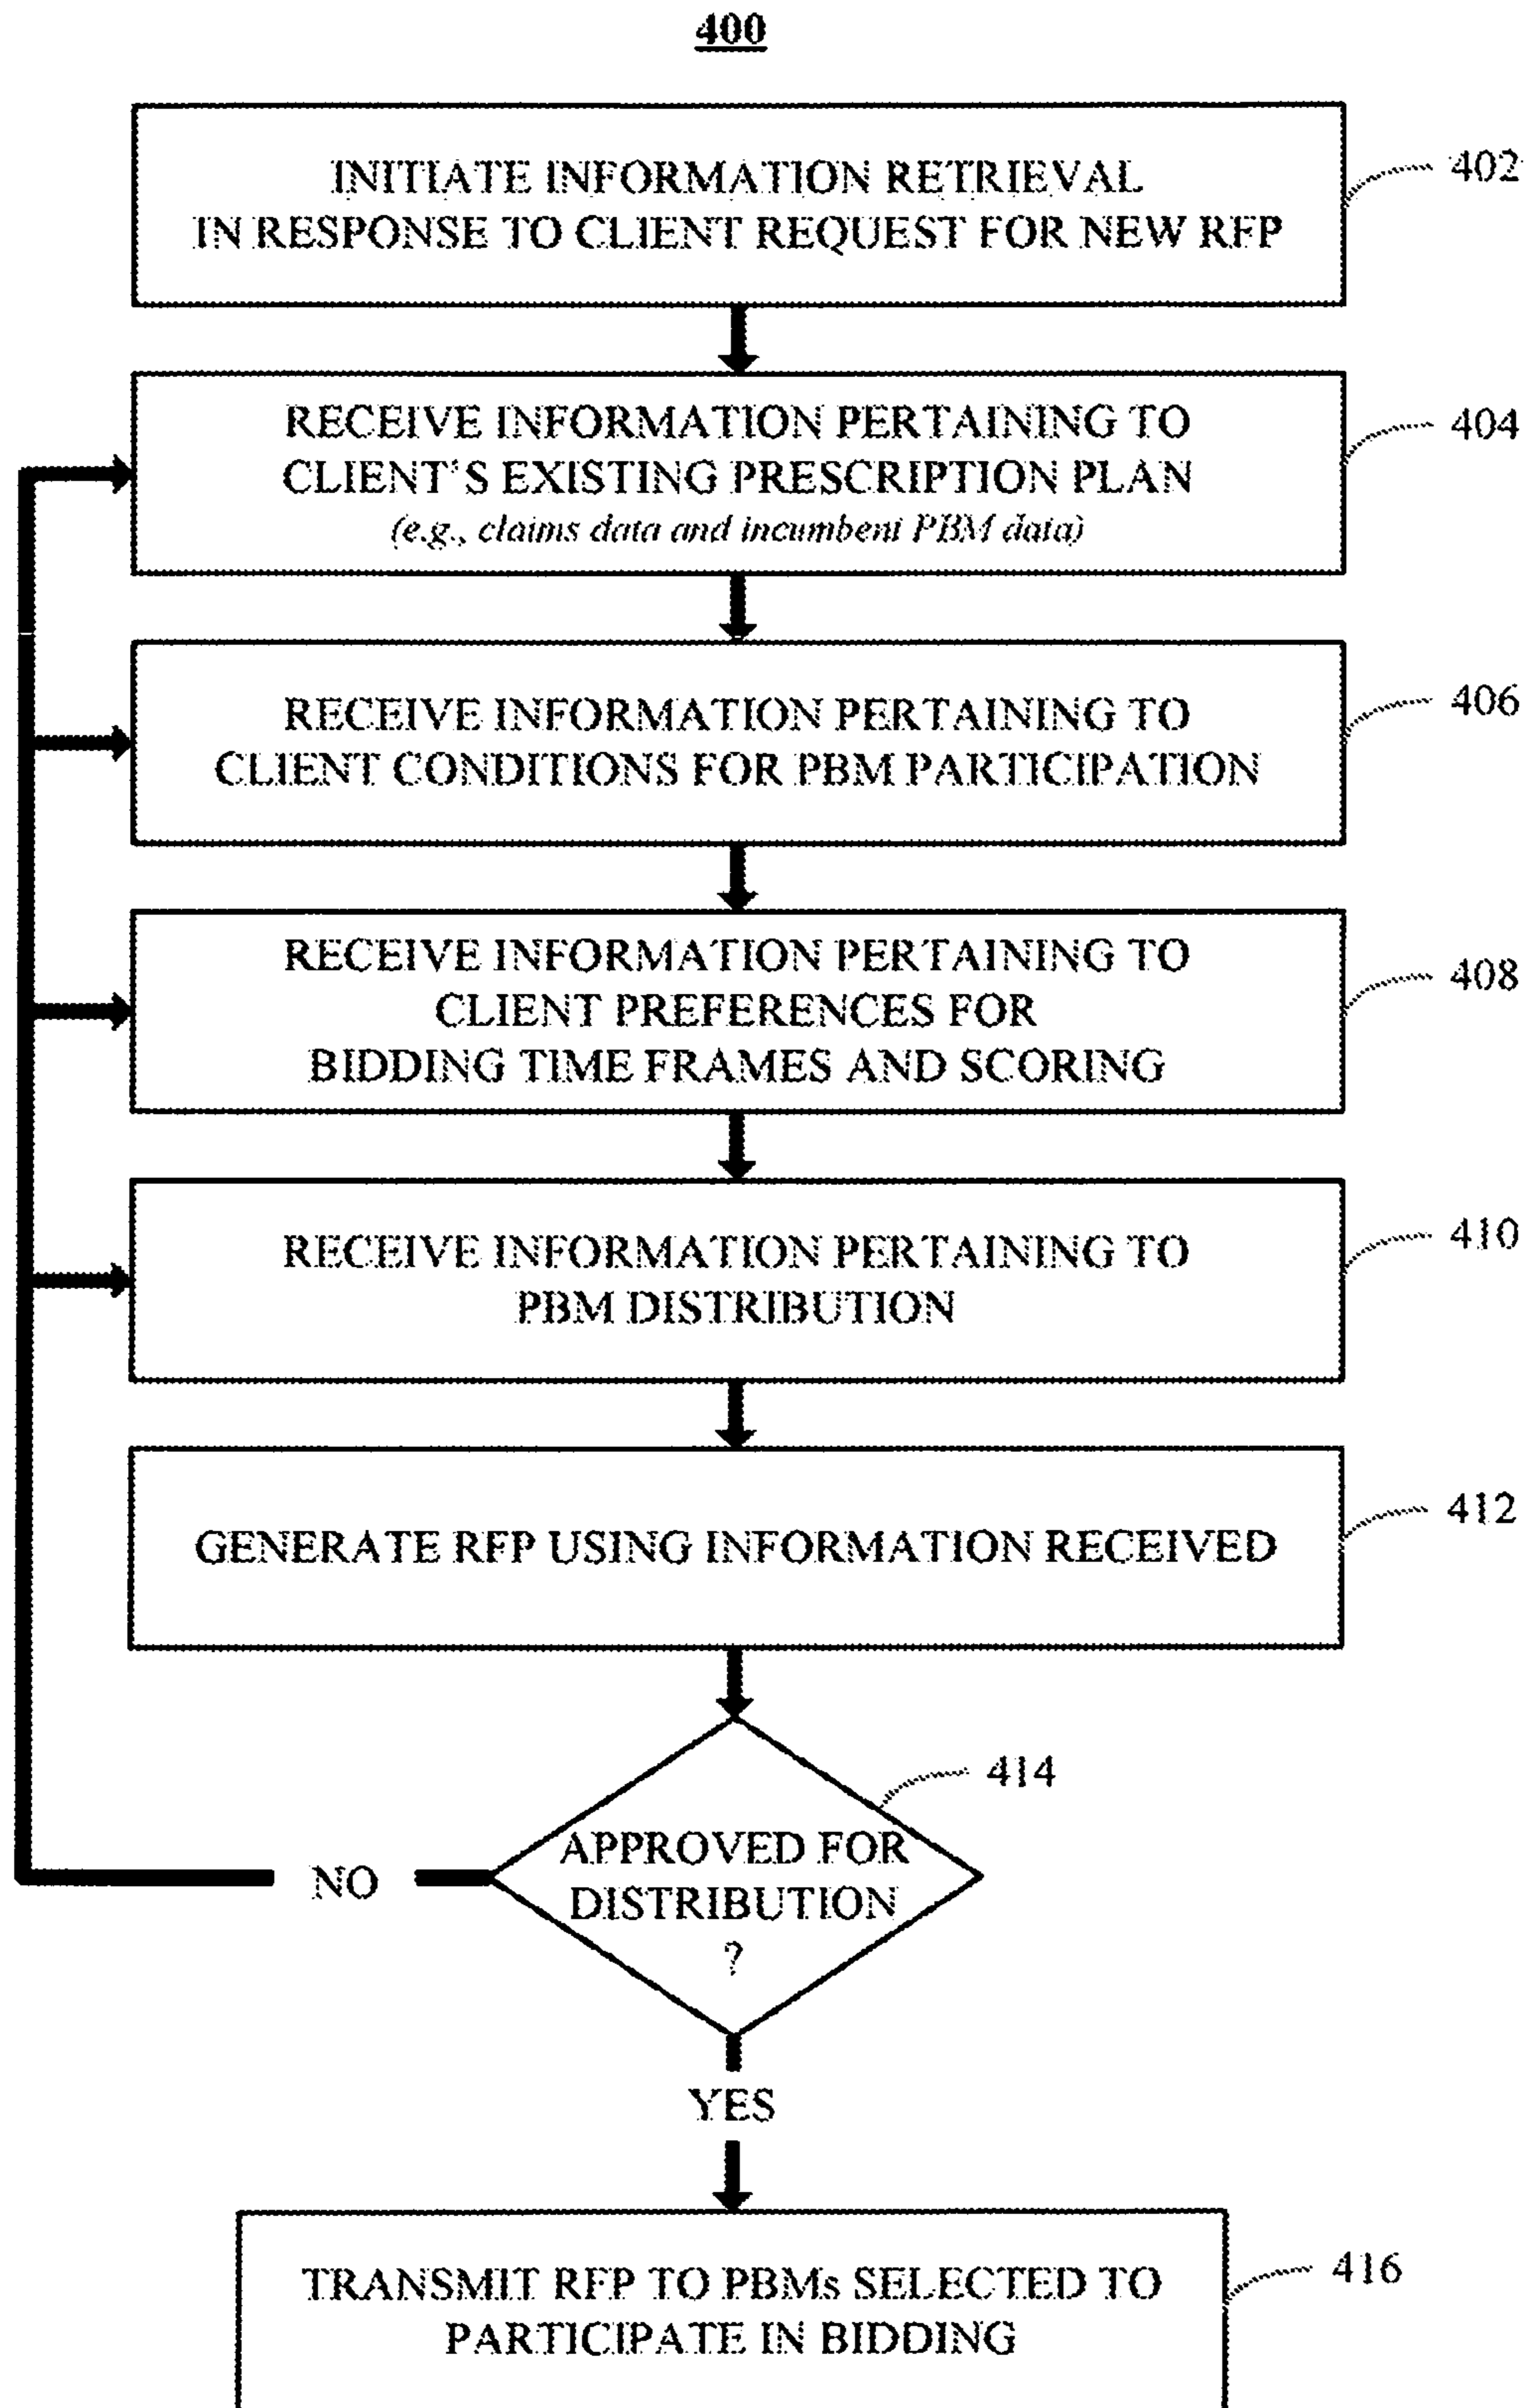 400
INITIATE INFORMATION RETRIEVAL
IN RESPONSE TO CLIENT REQUEST FOR NEW RFP
402
RECEIVE INFORMATION PERTAINING TO
CLIENT'S EXISTING PRESCRIPTION PLAN
(e.g., claims data and incumbent PBM data)
404
RECEIVE INFORMATION PERTAINING TO
CLIENT CONDITIONS FOR PBM PARTICIPATION
406
RECEIVE INFORMATION PERTAINING TO
CLIENT PREFERENCES FOR
BIDDING TIME FRAMES AND SCORING
408
RECEIVE INFORMATION PERTAINING TO
PBM DISTRIBUTION
410
GENERATE RFP USING INFORMATION RECEIVED
412
414
APPROVED FOR
DISTRIBUTION
?
NO
YES
TRANSMIT RFP TO PBMs SELECTED TO
PARTICIPATE IN BIDDING
416